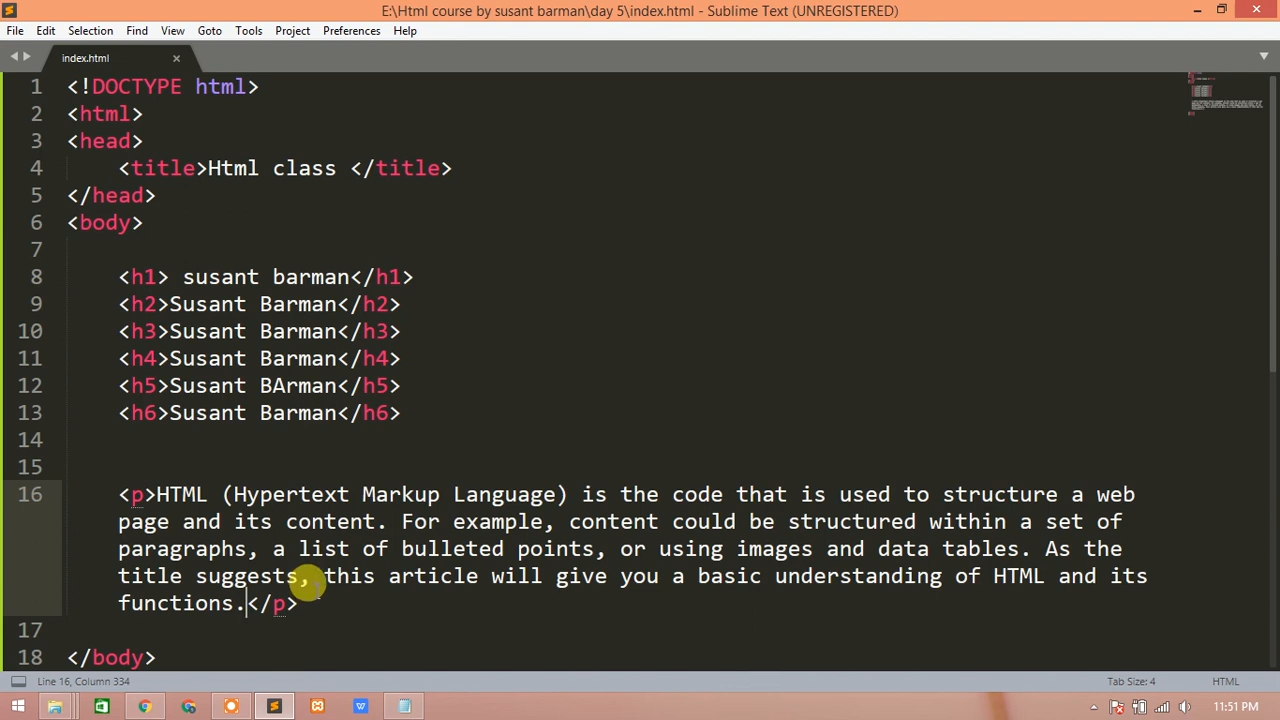 E:\Html course by susant barman\day 5\index.html - Sublime Text (UNREGISTERED)
File Edit Selection Find View Goto Tools Project Preferences Help
index.html
1 <!DOCTYPE html>
2 <html>
3 <head>
4 <title>Html class </title>
5 </head>
6 <body>
7
8 <h1> susant barman</h1>
9 <h2>Susant Barman</h2>
10 <h3>Susant Barman</h3>
11 <h4>Susant Barman</h4>
12 <h5>Susant BArman</h5>
13 <h6>Susant Barman</h6>
14
15
16 <p>HTML (Hypertext Markup Language) is the code that is used to structure a web
page and its content. For example, content could be structured within a set of
paragraphs, a list of bulleted points, or using images and data tables. As the
title suggests, this article will give you a basic understanding of HTML and its
functions.</p>
17
18 </body>
Line 16, Column 334 Tab Size: 4 HTML
11:51 PM